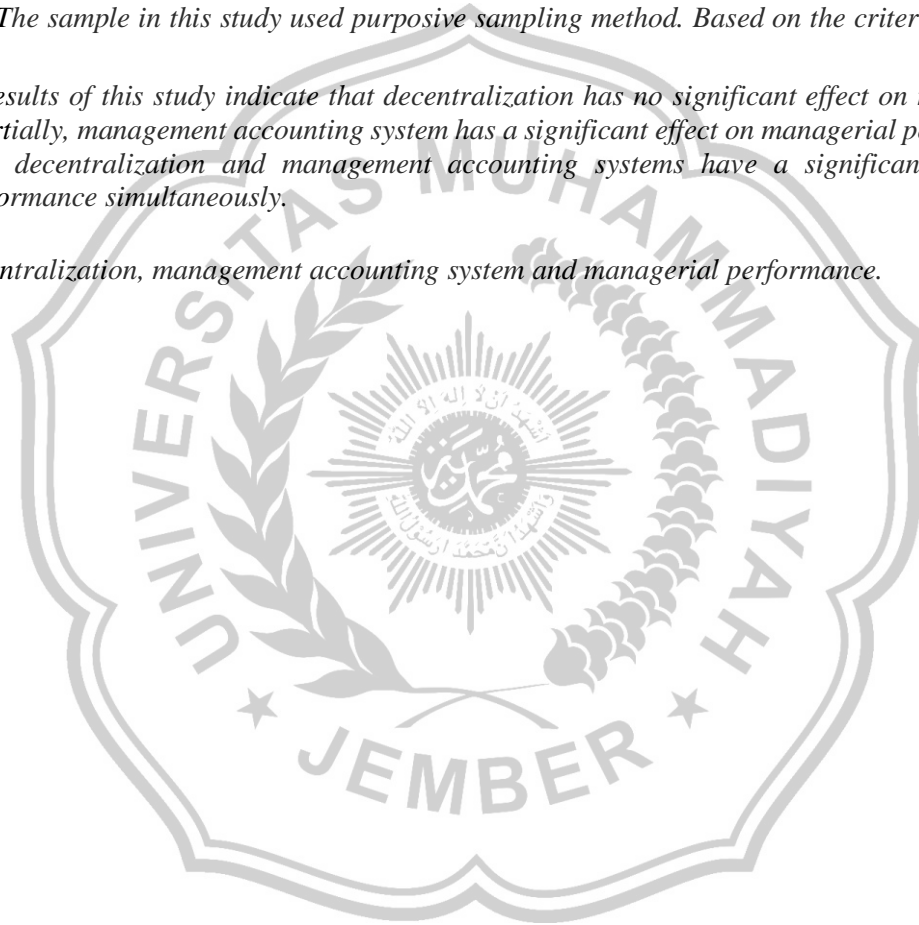 The sample in this study used purposive sampling method. Based on the criter
esults of this study indicate that decentralization has no significant effect on
rtially, management accounting system has a significant effect on managerial p
decentralization and management accounting systems have a significan
ormance simultaneously.
ntralization, management accounting system and managerial performance.
UNIVERSITAS MUHAMMADIYAH
JEMBER